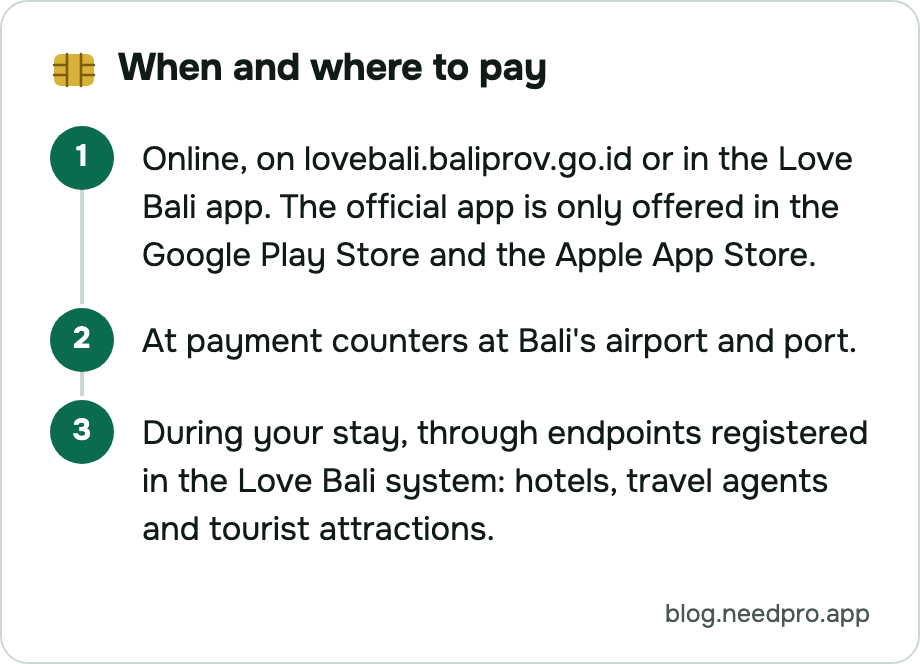 When and where to pay
1
Online, on lovebali.baliprov.go.id or in the Love
Bali app. The official app is only offered in the
Google Play Store and the Apple App Store.
2
At payment counters at Bali's airport and port.
3
During your stay, through endpoints registered
in the Love Bali system: hotels, travel agents
and tourist attractions.
blog.needpro.app